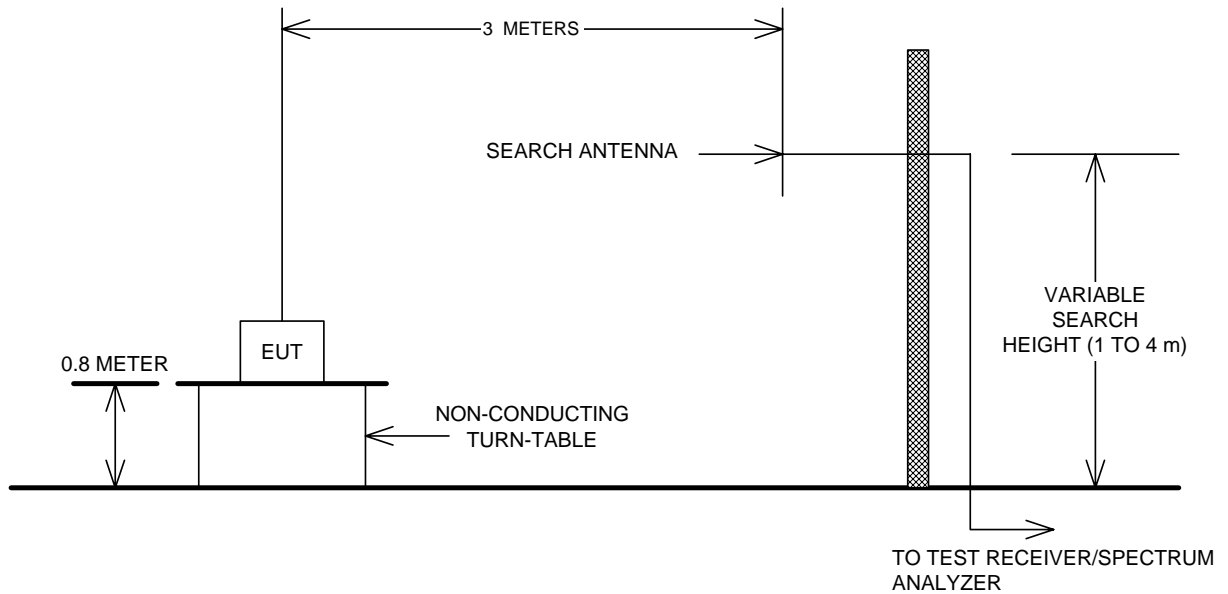 3 METERS
SEARCH ANTENNA
EUT
0.8 METER
VARIABLE
SEARCH
HEIGHT (1 TO 4 m)
NON-CONDUCTING
TURN-TABLE
TO TEST RECEIVER/SPECTRUM
ANALYZER